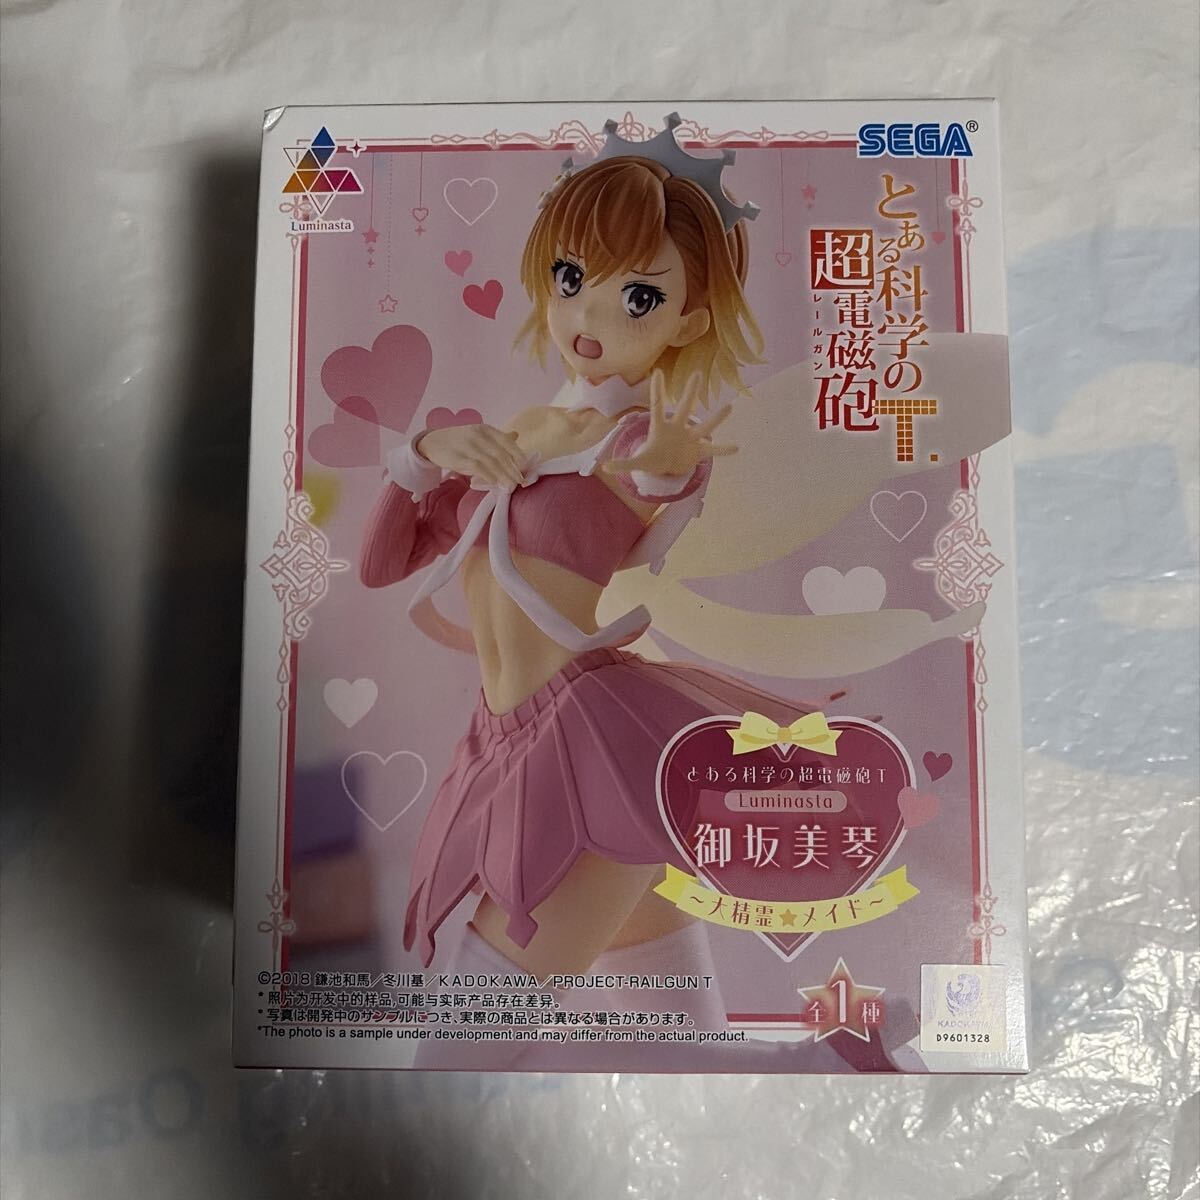 Luminasta
SEGA®
とある科学の
超電磁砲
レールガン
T.
とある科学の超電磁砲T
Luminasta
御坂美琴
～大精霊☆メイド～
©2018 鎌池和馬／冬川基／KADOKAWA／PROJECT-RAILGUN T
* 照片为开发中的样品,可能与实际产品存在差异。
* 写真は開発中のサンプルにつき、実際の商品とは異なる場合があります。
*The photo is a sample under development and may differ from the actual product.
全1種
KADOKAWA
D9601328